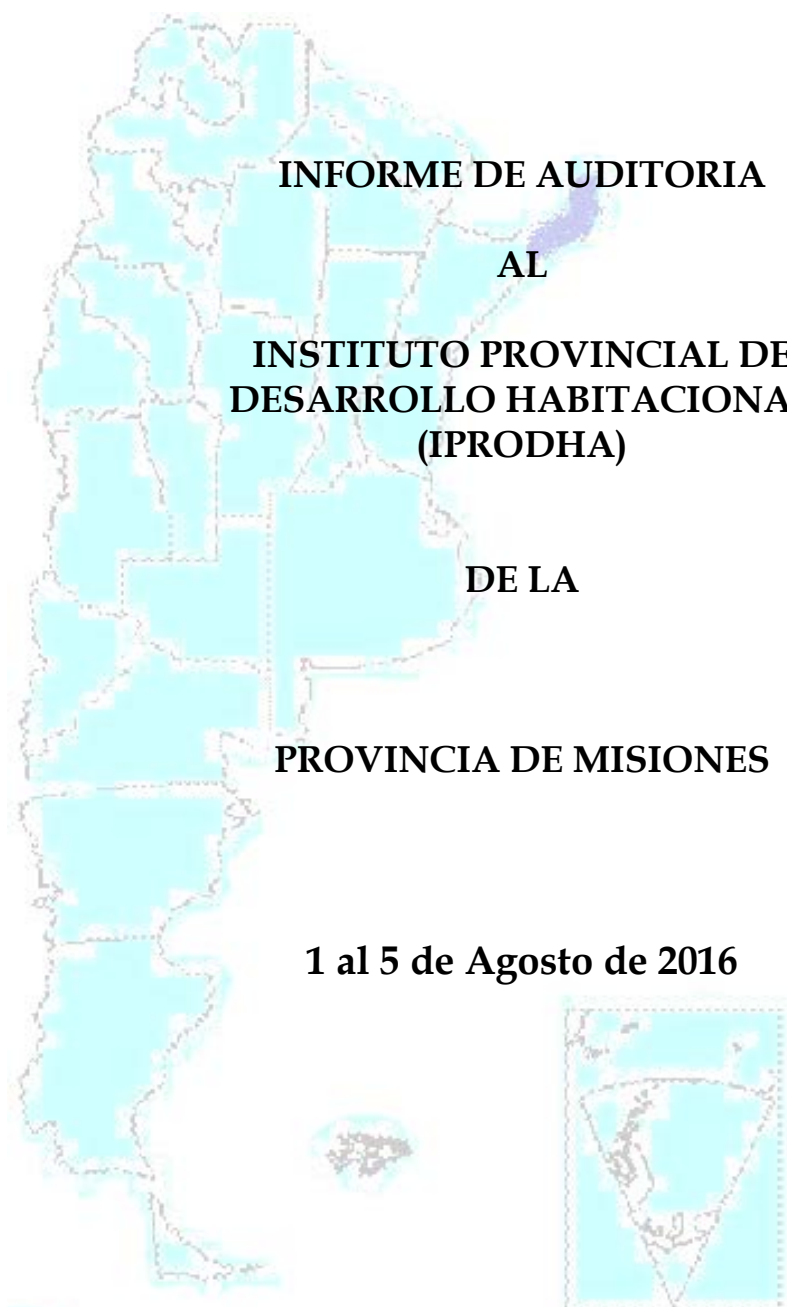 INFORME DE AUDITORIA
AL
INSTITUTO PROVINCIAL DE
DESARROLLO HABITACIONA
(IPRODHA)
DE LA
PROVINCIA DE MISIONES
1 al 5 de Agosto de 2016